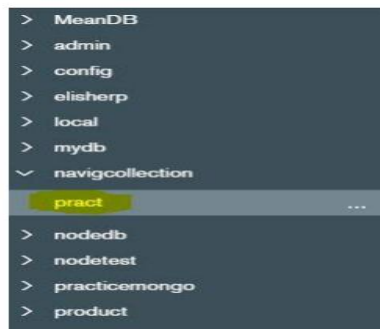 MeanDB
admin
config
elisherp
local
mydb
navigcollection
pract
...
nodedb
nodetest
practicemongo
product